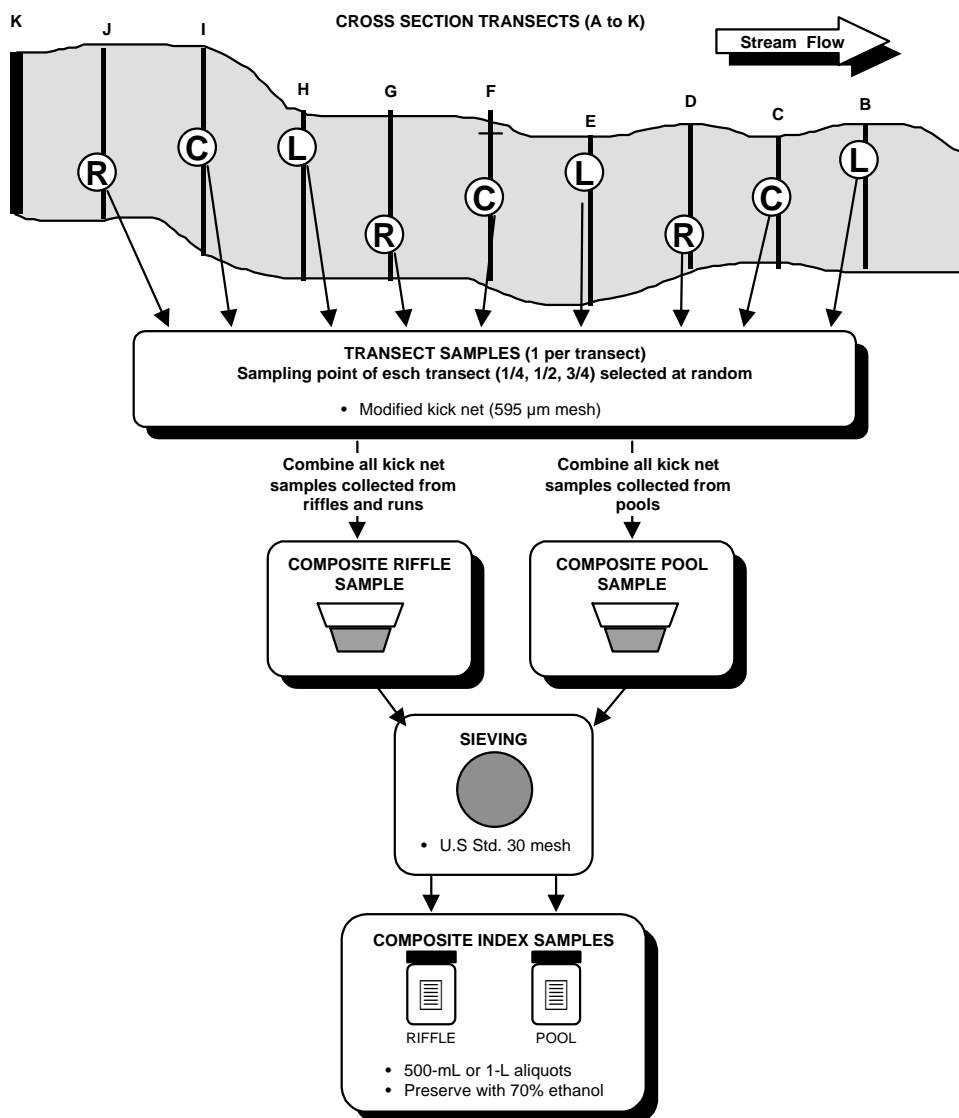 K
CROSS SECTION TRANSECTS (A to K)
J
I
Stream Flow
H
G
F
E
D
C
B
R
C
L
R
C
L
R
C
L
TRANSECT SAMPLES (1 per transect)
Sampling point of esch transect (1/4, 1/2, 3/4) selected at random
• Modified kick net (595 µm mesh)
Combine all kick net
samples collected from
riffles and runs
Combine all kick net
samples collected from
pools
COMPOSITE RIFFLE
SAMPLE
COMPOSITE POOL
SAMPLE
SIEVING
• U.S Std. 30 mesh
COMPOSITE INDEX SAMPLES
RIFFLE
POOL
• 500-mL or 1-L aliquots
• Preserve with 70% ethanol